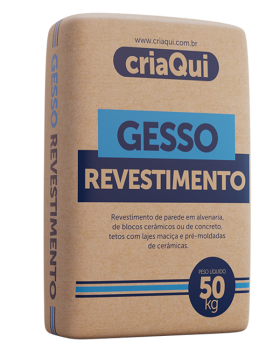 www.criaqui.com.br
criaQui
GESSO
REVESTIMENTO
Revestimento de parede em alvenaria,
de blocos cerâmicos ou de concreto,
tetos com lajes maciça e pré-moldadas
de cerâmicas.
PESO LÍQUIDO
50
kg
GESSO REVESTIMENTO